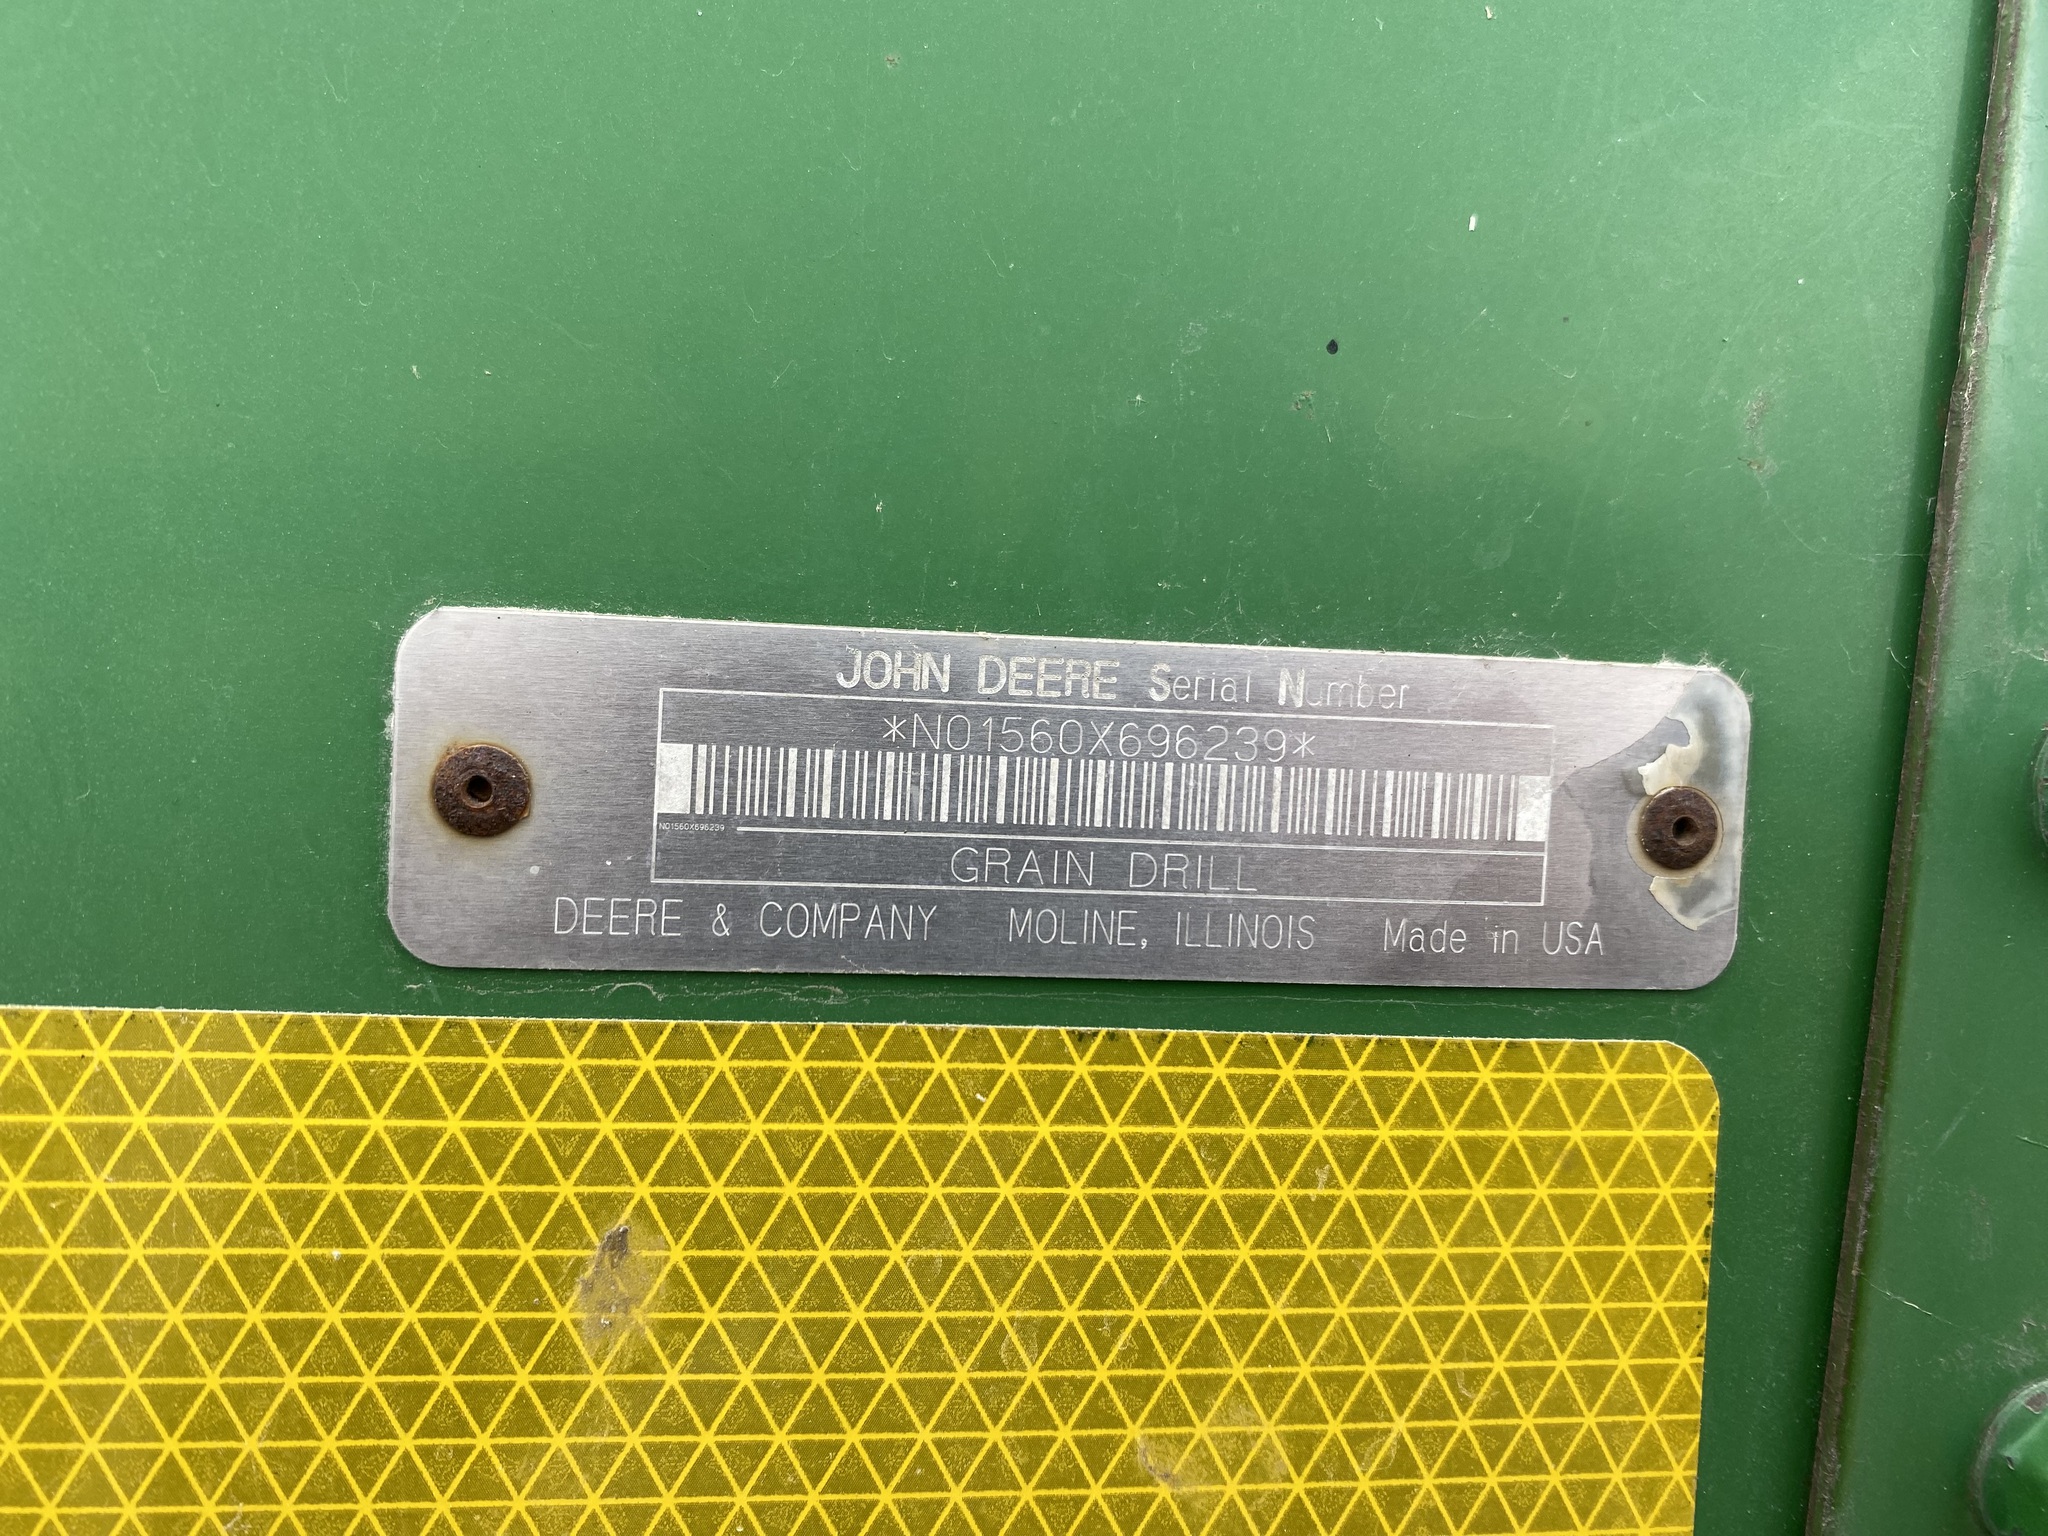 JOHN DEERE Serial Number
*N01560X696239*
N01560X696239
GRAIN DRILL
DEERE & COMPANY MOLINE, ILLINOIS Made in USA